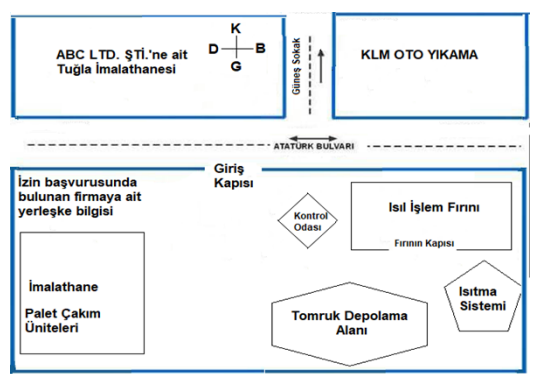 ABC LTD. ŞTİ.'ne ait
Tuğla İmalathanesi
K
D
B
G
Güneş Sokak
KLM OTO YIKAMA
ATATÜRK BULVARI
Giriş
Kapısı
İzin başvurusunda
bulunan firmaya ait
yerleşke bilgisi
Kontrol
Odası
Isıl İşlem Fırını
Fırının Kapısı
İmalathane
Palet Çakım
Üniteleri
Tomruk Depolama
Alanı
Isıtma
Sistemi